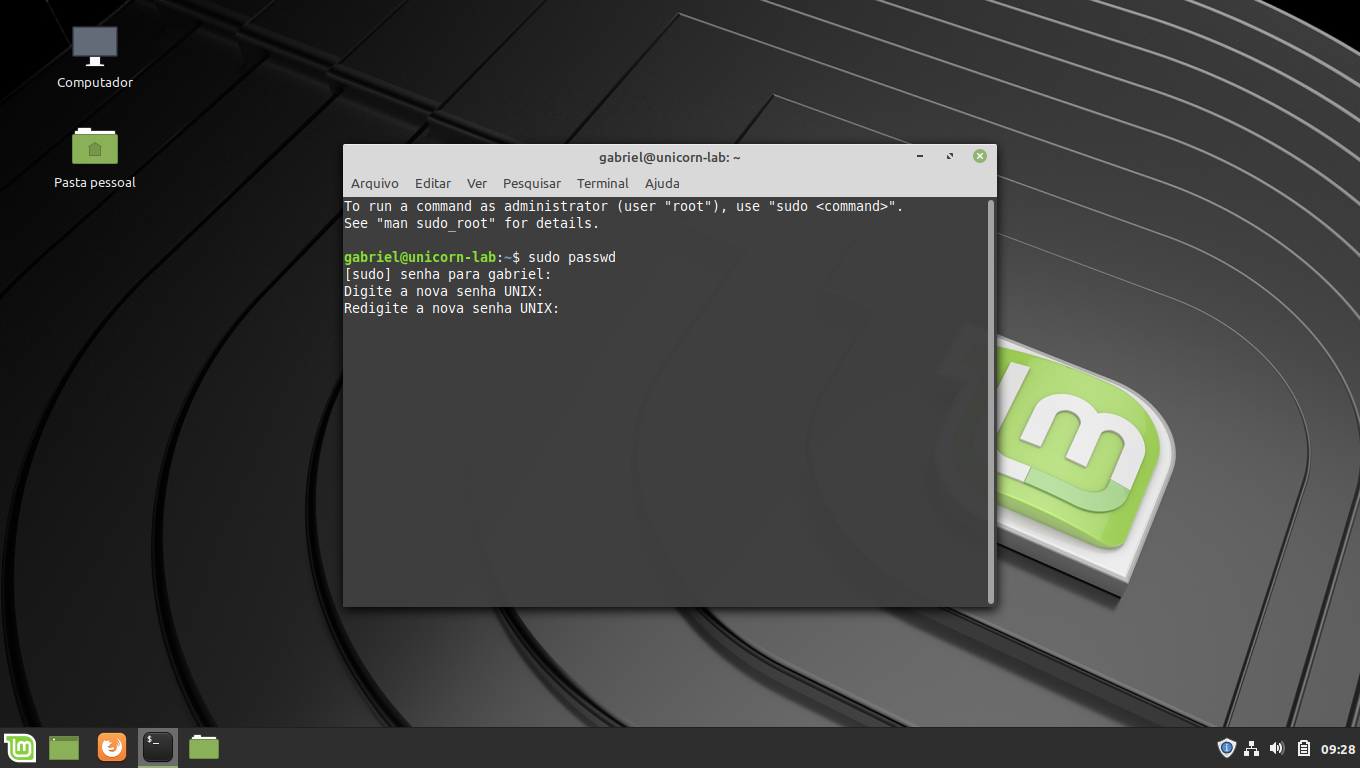 Computador
Pasta pessoal
gabriel@unicorn-lab: ~
Arquivo Editar Ver Pesquisar Terminal Ajuda
To run a command as administrator (user "root"), use "sudo <command>".
See "man sudo_root" for details.
gabriel@unicorn-lab:~$ sudo passwd
[sudo] senha para gabriel:
Digite a nova senha UNIX:
Redigite a nova senha UNIX:
09:28